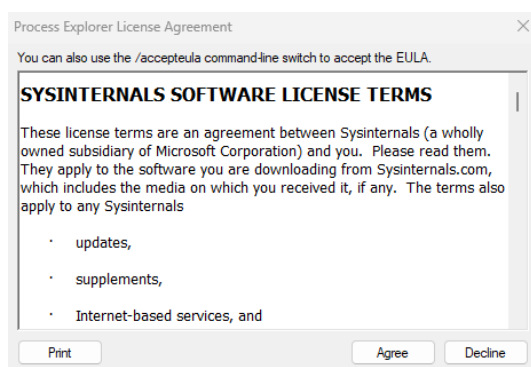 Process Explorer License Agreement
You can also use the /accepteula command-line switch to accept the EULA.
SYSINTERNALS SOFTWARE LICENSE TERMS
These license terms are an agreement between Sysinternals (a wholly
owned subsidiary of Microsoft Corporation) and you.  Please read them.
They apply to the software you are downloading from Sysinternals.com,
which includes the media on which you received it, if any.  The terms also
apply to any Sysinternals
· updates,
· supplements,
· Internet-based services, and
Print Agree Decline